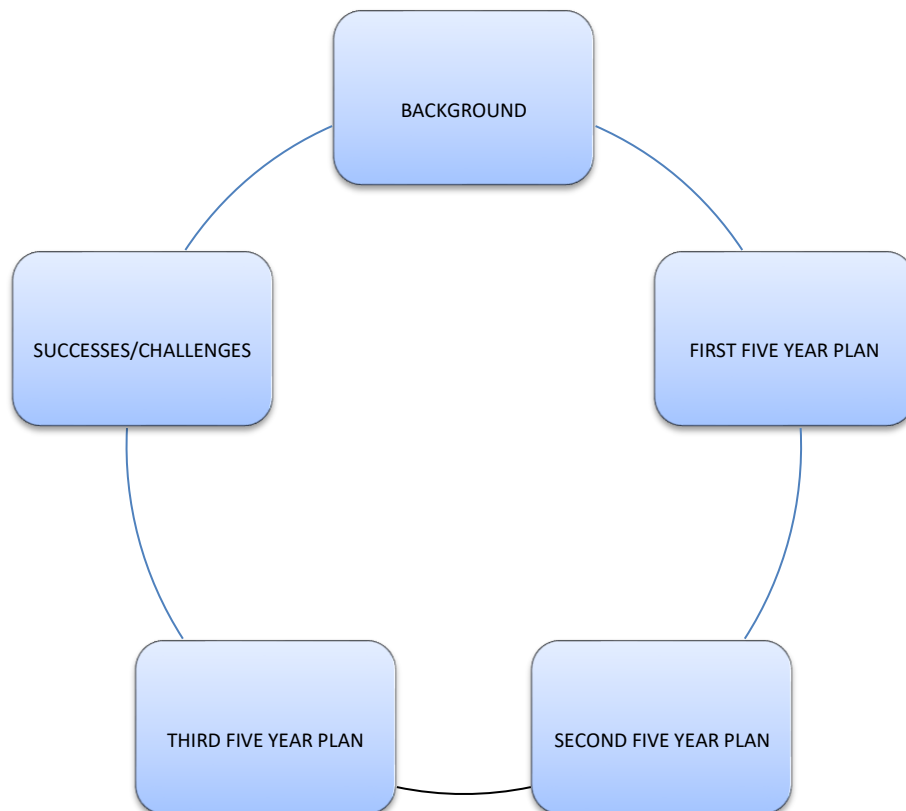 BACKGROUND
FIRST FIVE YEAR PLAN
SECOND FIVE YEAR PLAN
THIRD FIVE YEAR PLAN
SUCCESSES/CHALLENGES